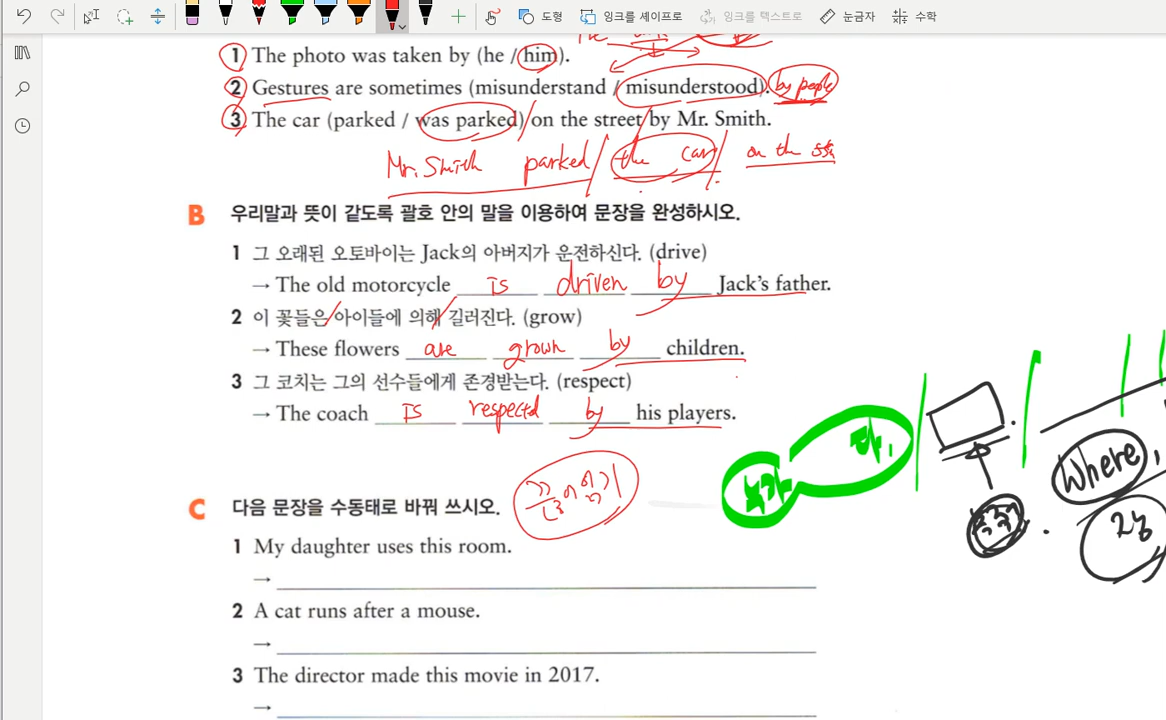 도형 잉크를 셰이프로 잉크를 텍스트로 눈금자 수학
1 The photo was taken by (he / him).
2 Gestures are sometimes (misunderstand / misunderstood). by people
3 The car (parked / was parked) on the street by Mr. Smith.
Mr. Smith parked the car on the
B 우리말과 뜻이 같도록 괄호 안의 말을 이용하여 문장을 완성하시오.
1 그 오래된 오토바이는 Jack의 아버지가 운전하신다. (drive)
→ The old motorcycle is driven by Jack's father.
2 이 꽃들은 아이들에 의해 길러진다. (grow)
→ These flowers are grown by children.
3 그 코치는 그의 선수들에게 존경받는다. (respect)
→ The coach is respected by his players.
Where,
C 다음 문장을 수동태로 바꿔 쓰시오.
1 My daughter uses this room.
→
2 A cat runs after a mouse.
→
3 The director made this movie in 2017.
→